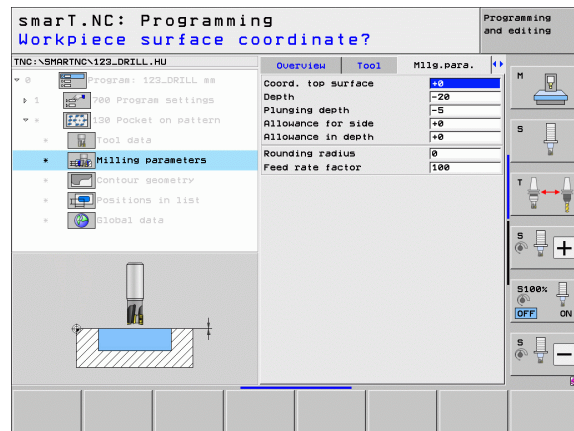 smarT.NC: Programming
Programming
and editing
Workpiece surface coordinate?
TNC:\SMARTNC\123_DRILL.HU
Overview Tool Mllg.para.
0 Program: 123_DRILL mm
1 700 Program settings
* 130 Pocket on pattern
* Tool data
* Milling parameters
* Contour geometry
* Positions in list
* Global data
Coord. top surface +0
Depth -20
Plunging depth -5
Allowance for side +0
Allowance in depth +0
Rounding radius 0
Feed rate factor 100
M
S
T
S +
S100%
OFF ON
S -